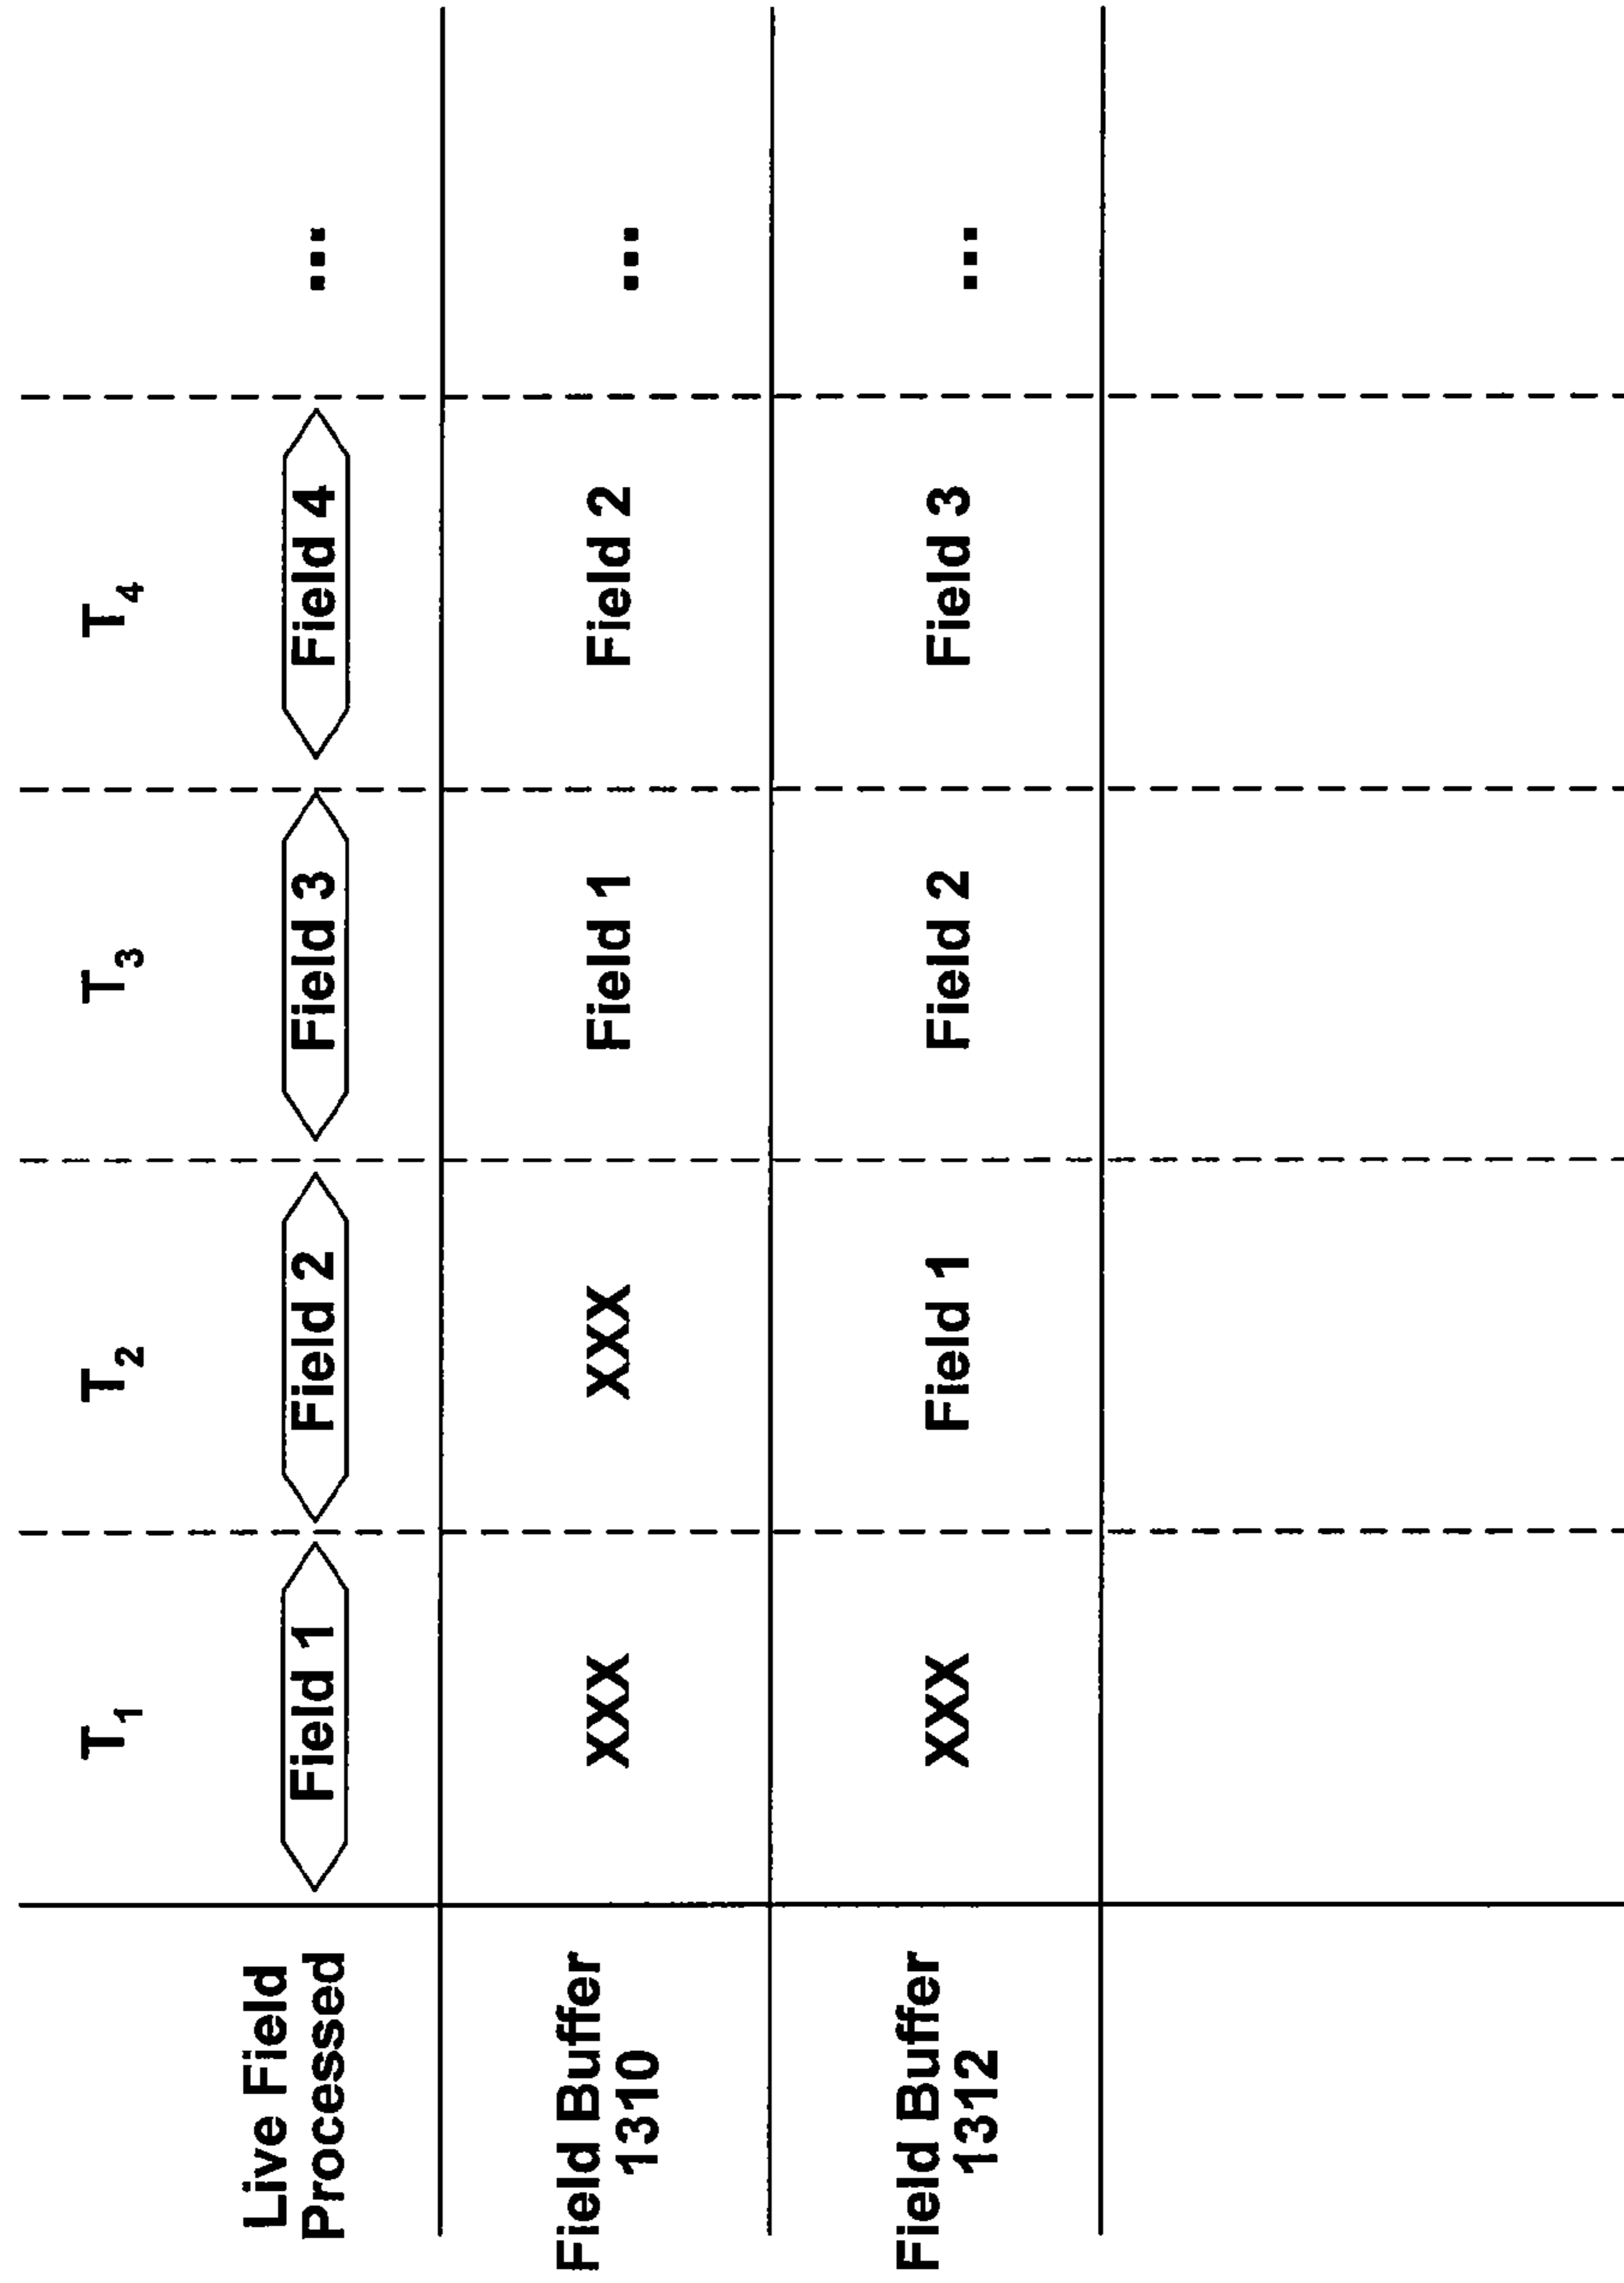 T1 T2 T3 T4
Live Field
Processed
Field 1 Field 2 Field 3 Field 4 ...
Field Buffer
1310
XXX XXX Field 1 Field 2 ...
Field Buffer
1312
XXX Field 1 Field 2 Field 3 ...